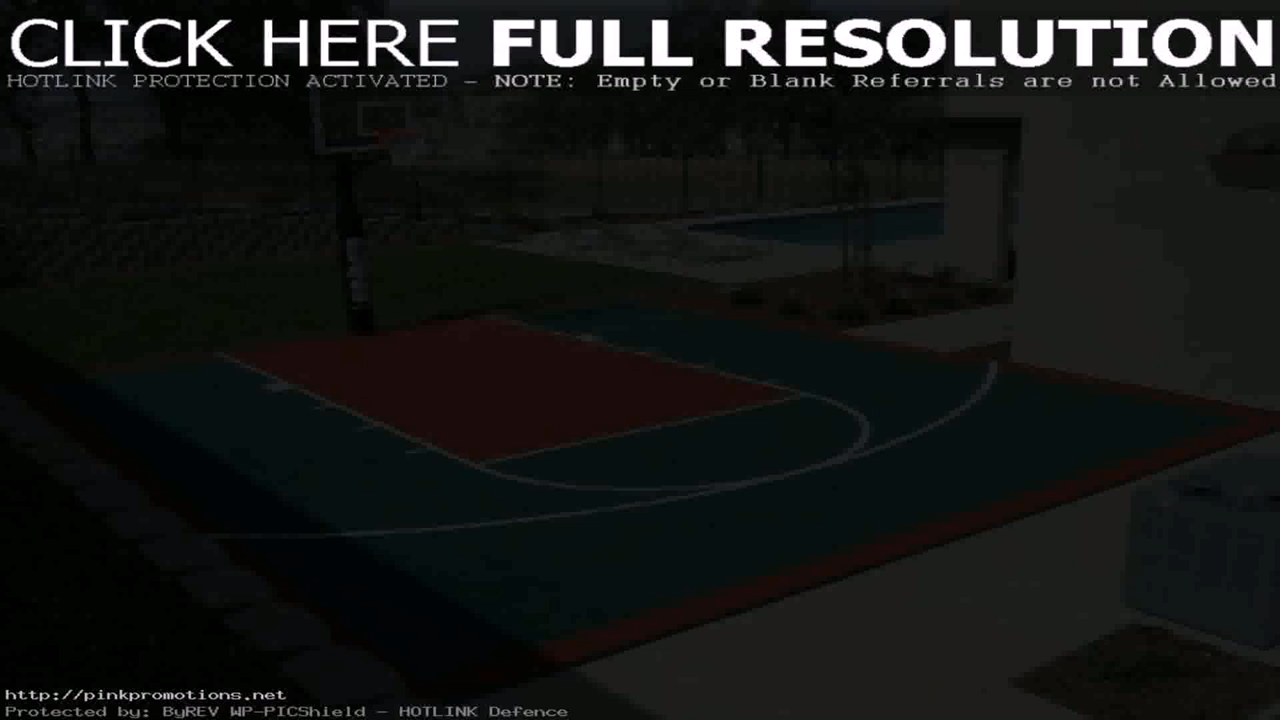 CLICK HERE FULL RESOLUTION
HOTLINK PROTECTION ACTIVATED - NOTE: Empty or Blank Referrals are not Allowed
http://pinkpromotions.net
Protected by: ByREV WP-PICShield - HOTLINK Defence